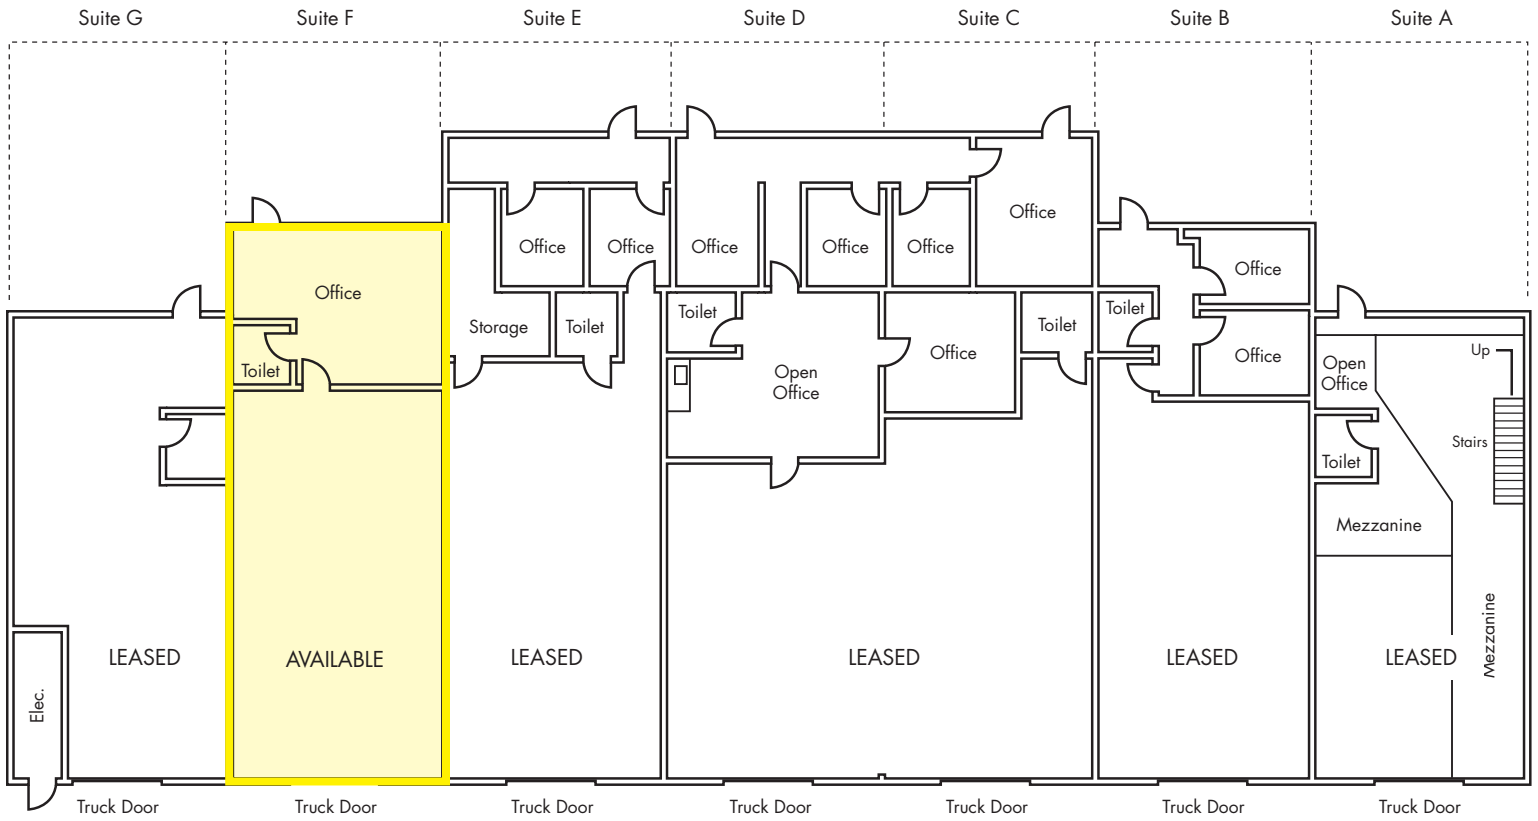 Suite G
Suite F
Suite E
Suite D
Suite C
Suite B
Suite A
Office
Office
Office
Office
Office
Office
Office
Office
Office
Toilet
Storage
Toilet
Toilet
Open
Office
Office
Toilet
Toilet
Office
Open
Office
Up
Stairs
Toilet
Mezzanine
Mezzanine
Elec.
LEASED
AVAILABLE
LEASED
LEASED
LEASED
LEASED
Truck Door
Truck Door
Truck Door
Truck Door
Truck Door
Truck Door
Truck Door